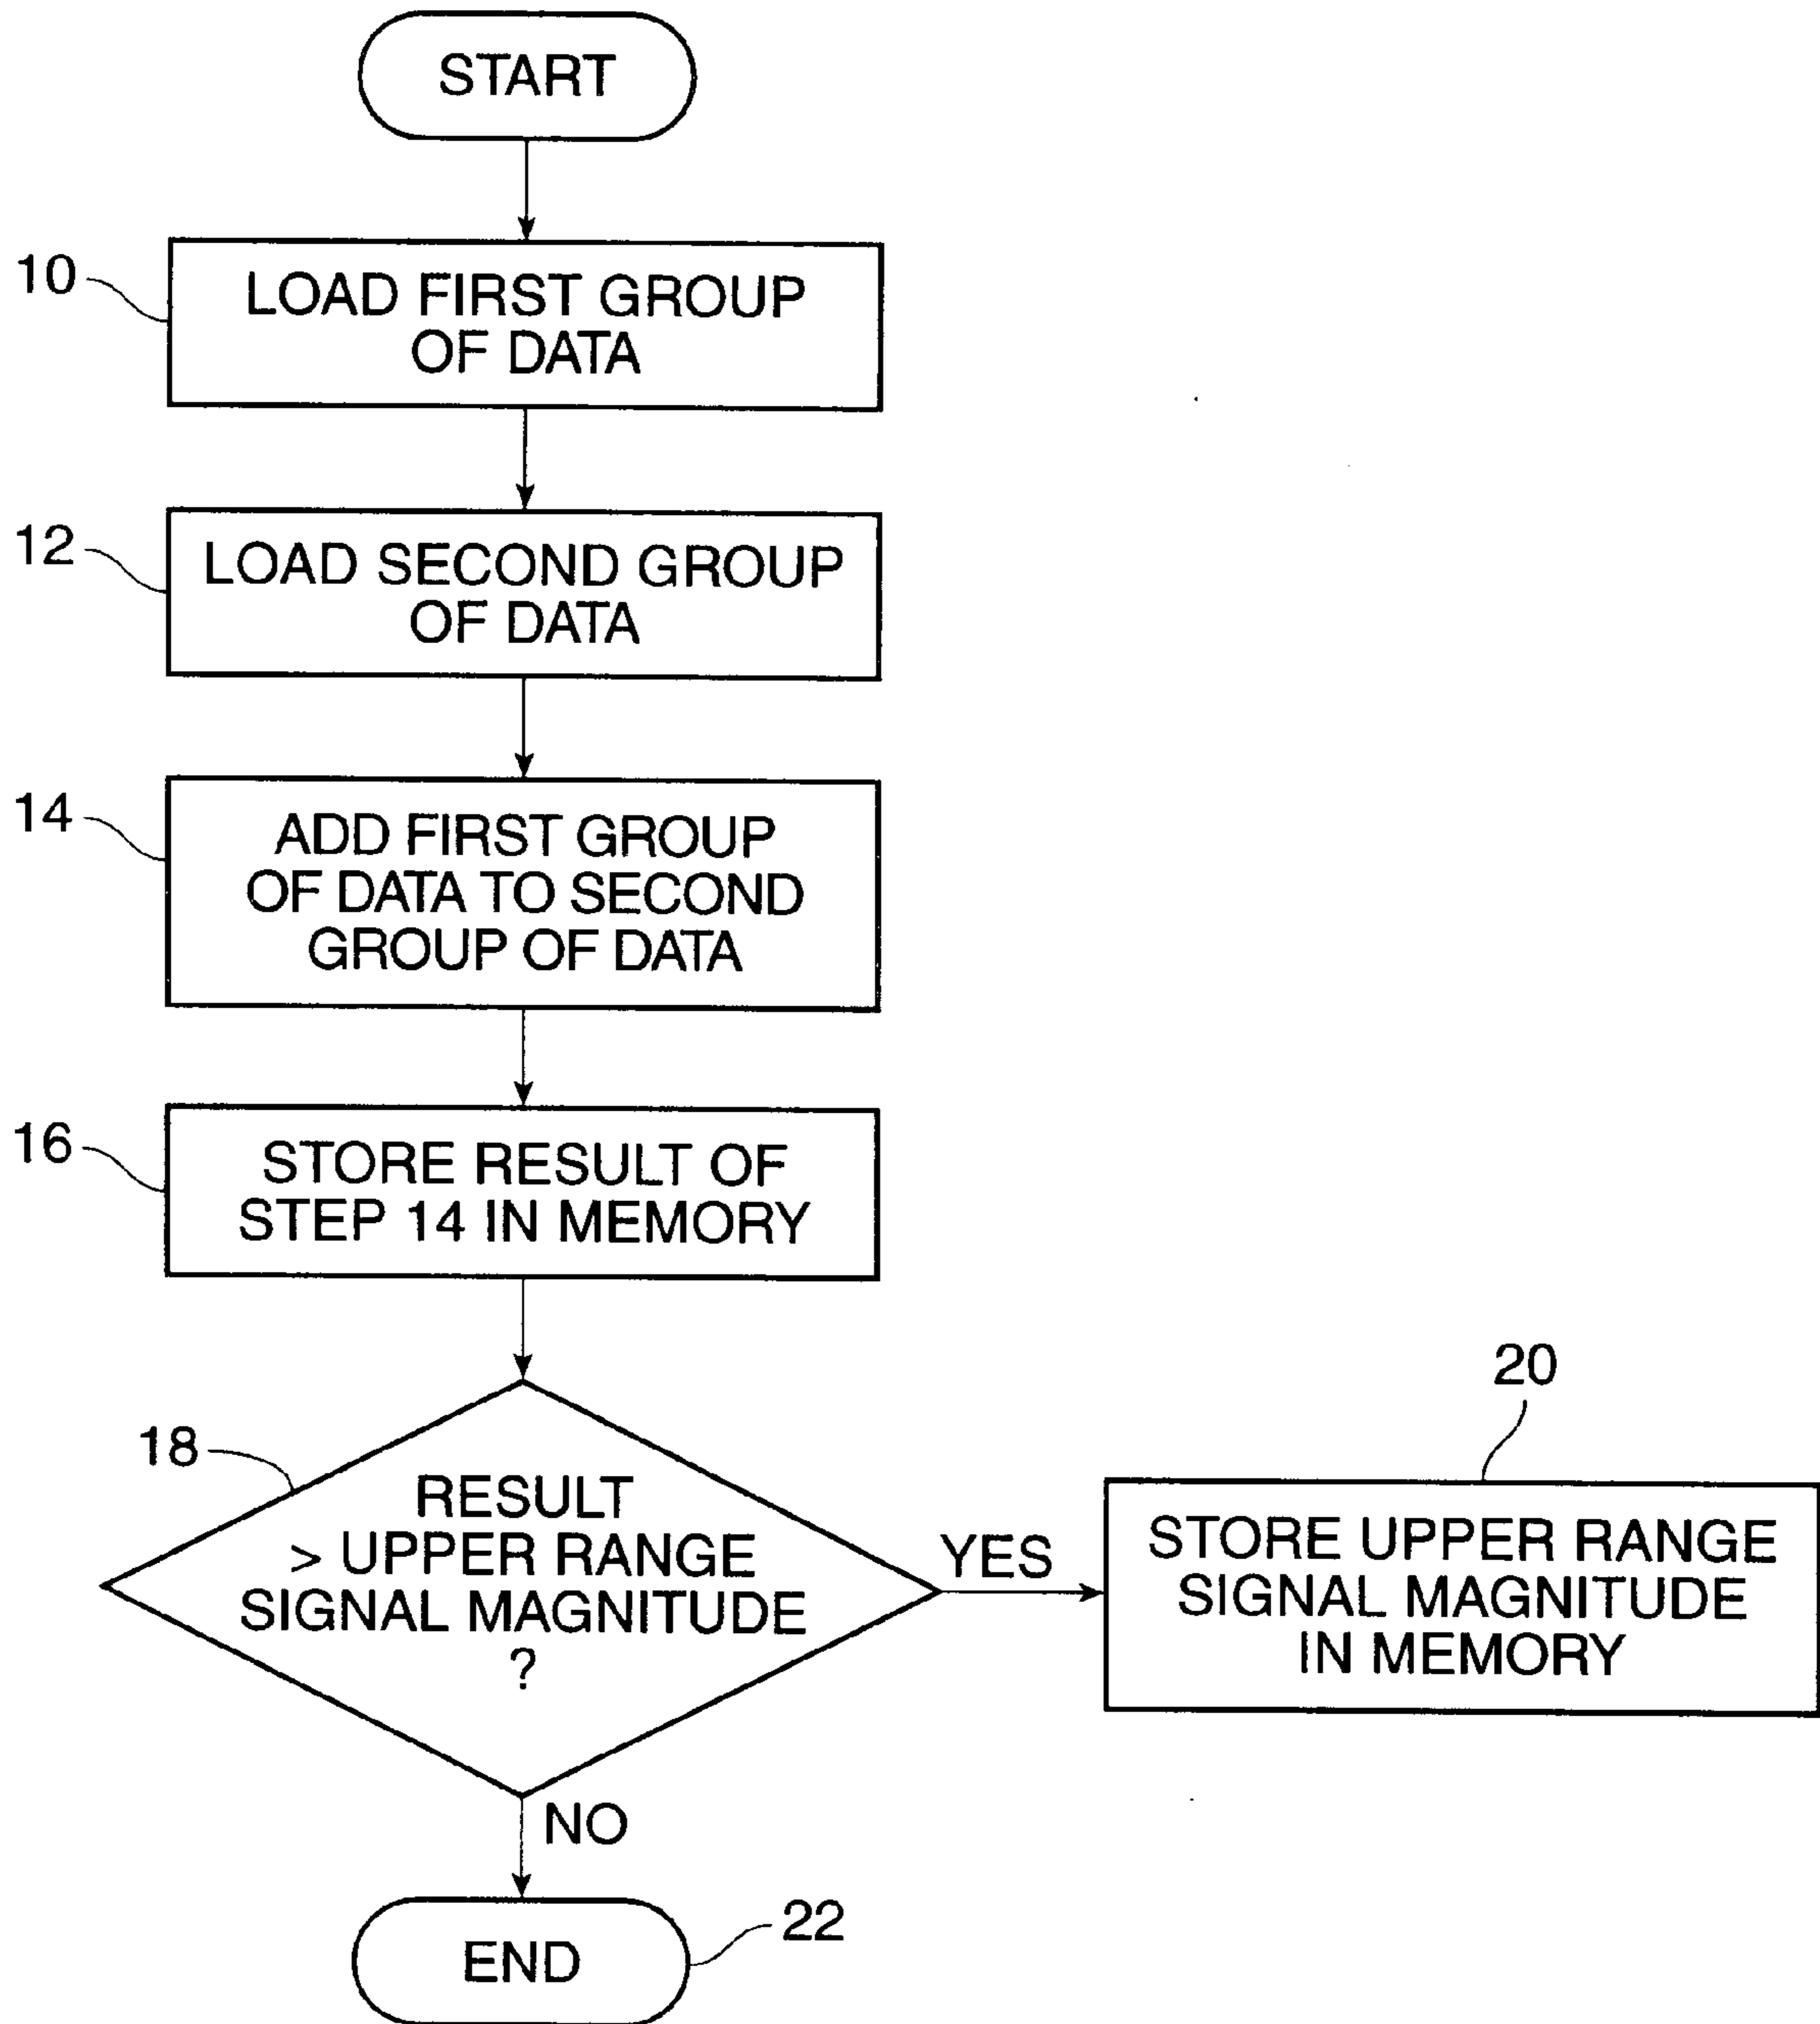 START
10
LOAD FIRST GROUP
OF DATA
12
LOAD SECOND GROUP
OF DATA
14
ADD FIRST GROUP
OF DATA TO SECOND
GROUP OF DATA
16
STORE RESULT OF
STEP 14 IN MEMORY
18
RESULT
> UPPER RANGE
SIGNAL MAGNITUDE
?
YES
20
STORE UPPER RANGE
SIGNAL MAGNITUDE
IN MEMORY
NO
END
22